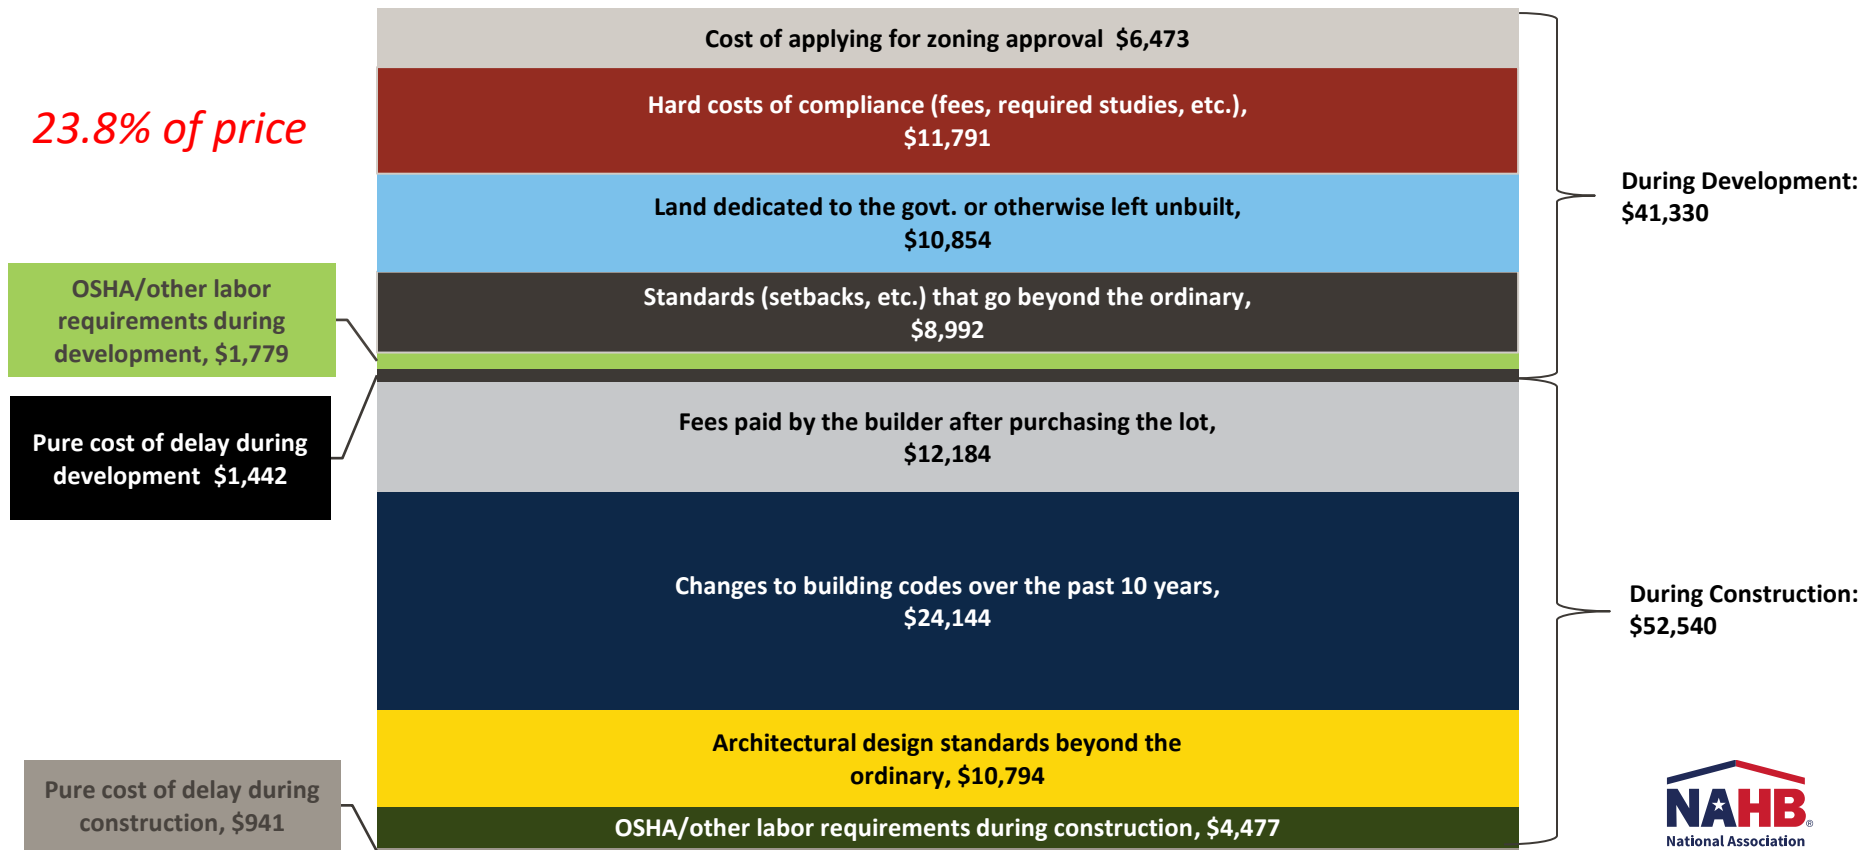 Cost of applying for zoning approval $6,473
23.8% of price
Hard costs of compliance (fees, required studies, etc.),
$11,791
During Development:
$41,330
Land dedicated to the govt. or otherwise left unbuilt,
$10,854
OSHA/other labor
requirements during
development, $1,779
Standards (setbacks, etc.) that go beyond the ordinary,
$8,992
Pure cost of delay during
development $1,442
Fees paid by the builder after purchasing the lot,
$12,184
Changes to building codes over the past 10 years,
$24,144
During Construction:
$52,540
Architectural design standards beyond the
ordinary, $10,794
Pure cost of delay during
construction, $941
OSHA/other labor requirements during construction, $4,477
NAHB®
National Association